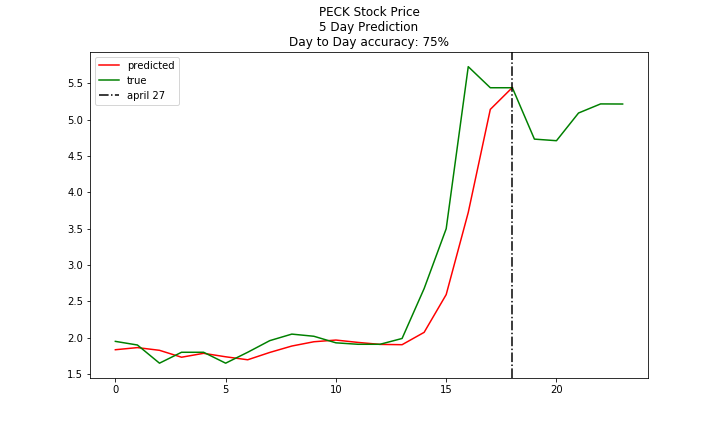 PECK Stock Price
5 Day Prediction
Day to Day accuracy: 75%
predicted
true
april 27
5.5
5.0
4.5
4.0
3.5
3.0
2.5
2.0
1.5
0 5 10 15 20